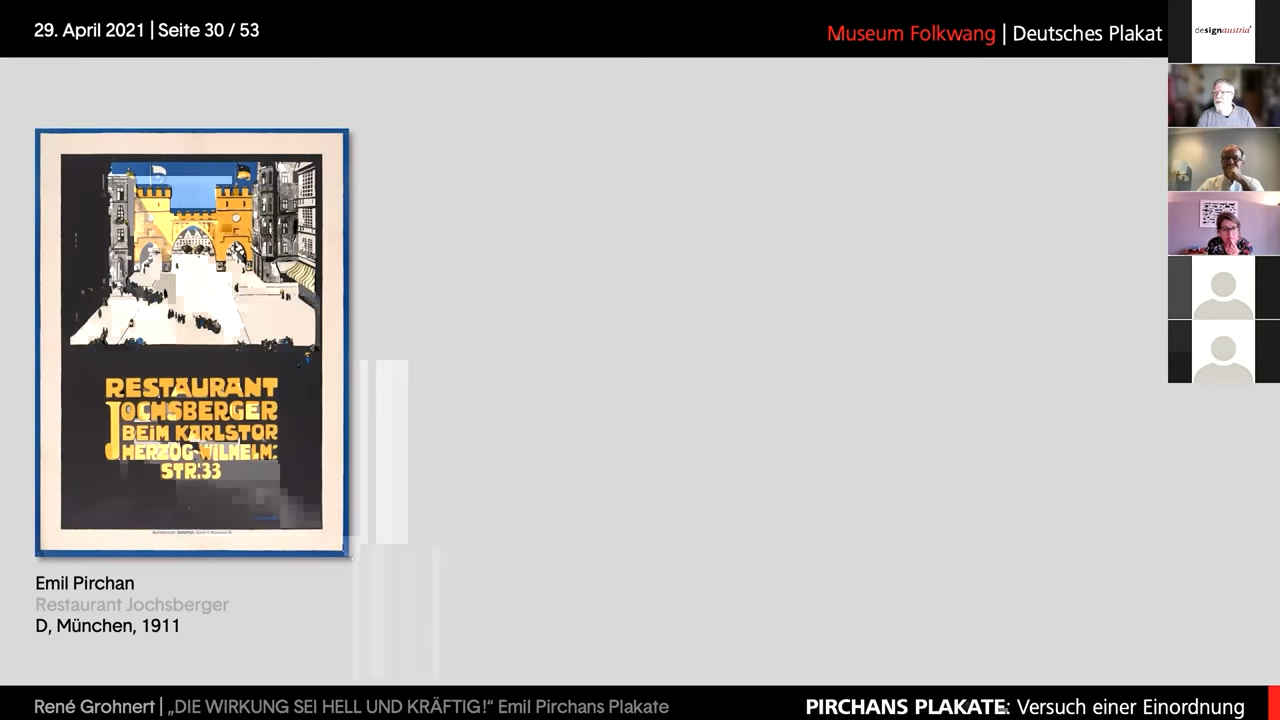 29. April 2021 | Seite 30 / 53
Museum Folkwang | Deutsches Plakat
designaustria
RESTAURANT
JOCHSBERGER
BEIM KARLSTOR
HERZOG-WILHELM:
STR:33
Emil Pirchan
Restaurant Jochsberger
D, München, 1911
René Grohnert | „DIE WIRKUNG SEI HELL UND KRÄFTIG!“ Emil Pirchans Plakate
PIRCHANS PLAKATE: Versuch einer Einordnung